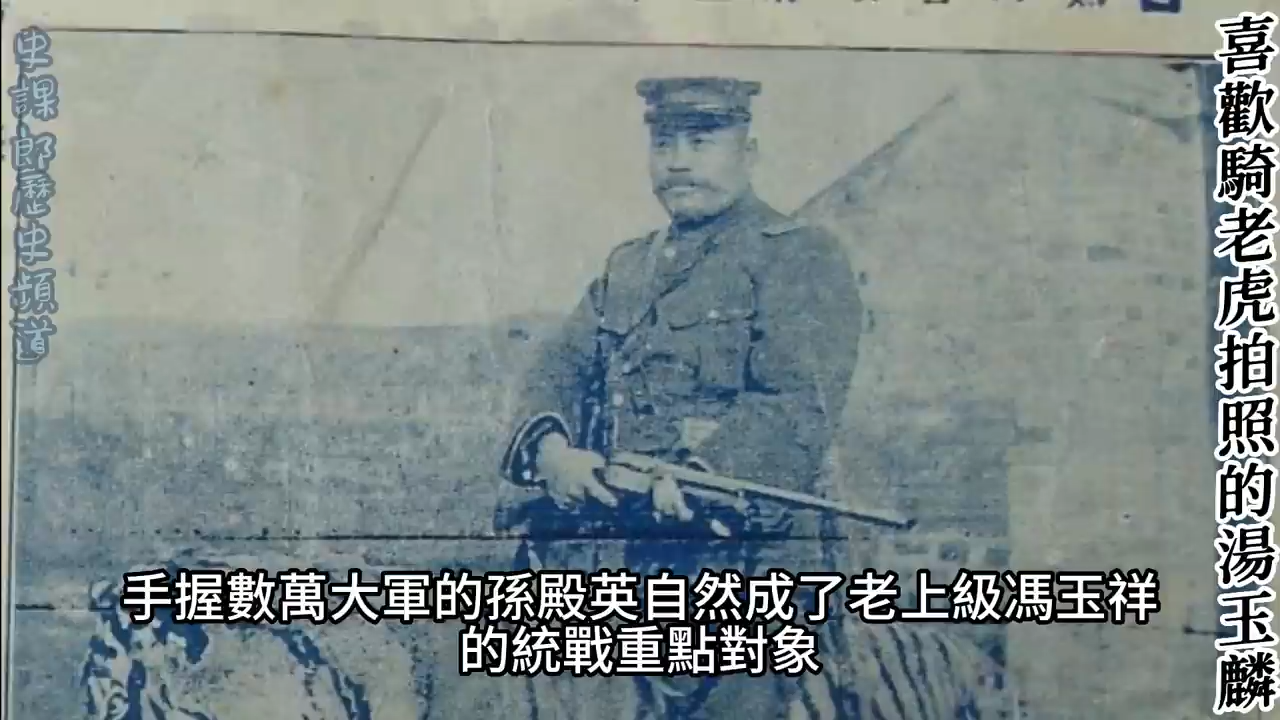 史課郎歷史頻道
喜歡騎老虎拍照的湯玉麟
手握數萬大軍的孫殿英自然成了老上級馮玉祥
的統戰重點對象